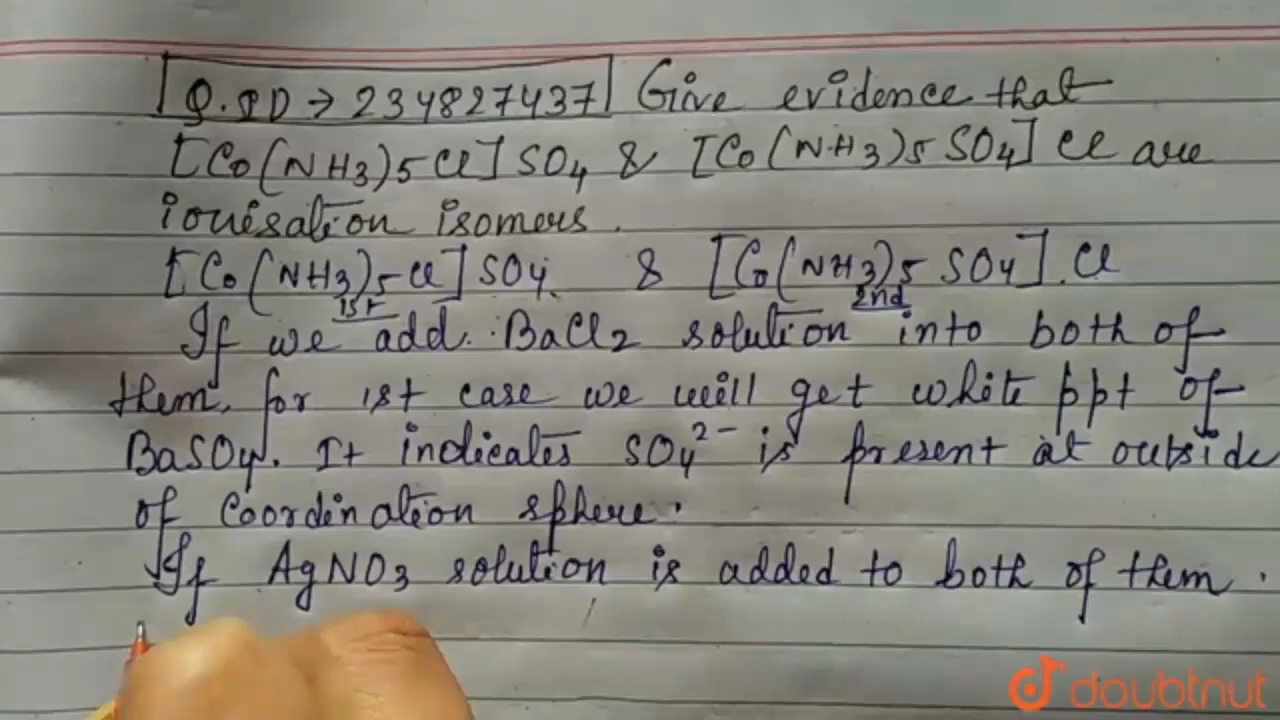 Q.ID → 234827437 Give evidence that
[Co(NH3)5Cl]SO4 & [Co(NH3)5SO4]Cl are
ionisation isomers.
[Co(NH3)5Cl]SO4. & [Co(NH3)5SO4].Cl
1st 2nd
If we add. BaCl2 solution into both of
them, for 1st case we will get white ppt of
BaSO4. It indicates SO4²⁻ is present at outside
of Coordination sphere.
If AgNO3 solution is added to both of them.
doubtnut